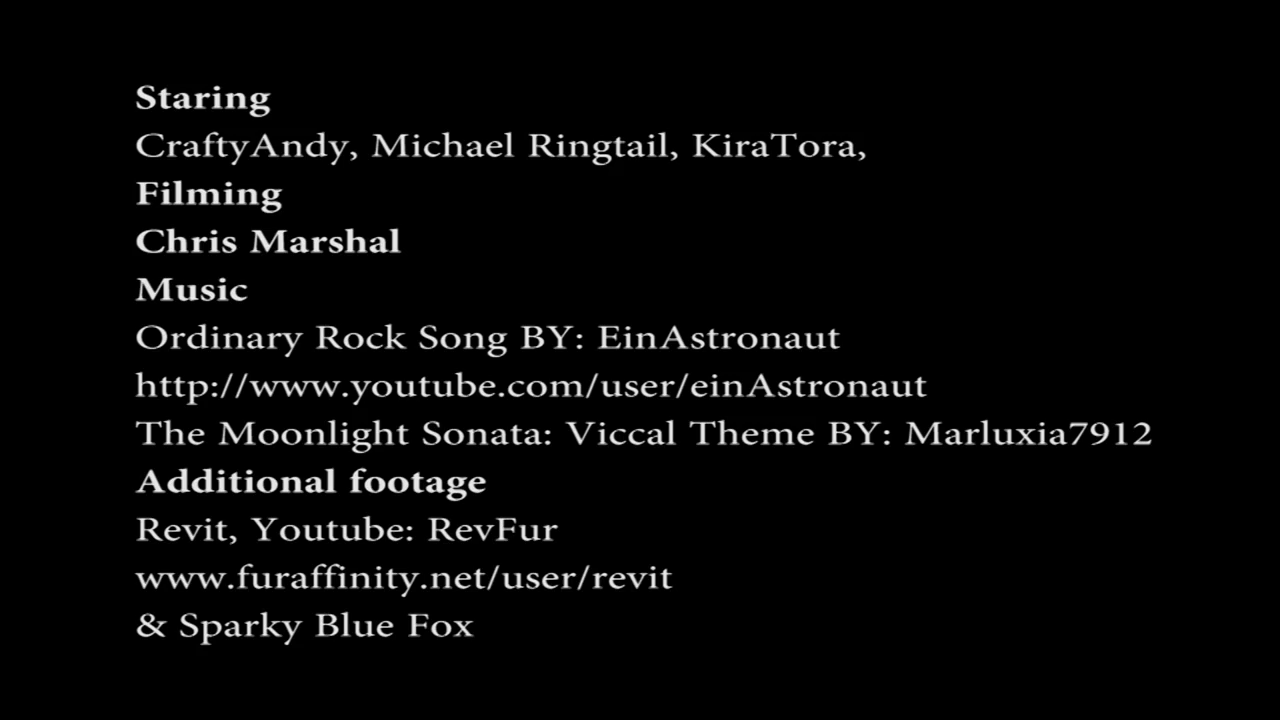 Staring
CraftyAndy, Michael Ringtail, KiraTora,
Filming
Chris Marshal
Music
Ordinary Rock Song BY: EinAstronaut
http://www.youtube.com/user/einAstronaut
The Moonlight Sonata: Viccal Theme BY: Marluxia7912
Additional footage
Revit, Youtube: RevFur
www.furaffinity.net/user/revit
& Sparky Blue Fox